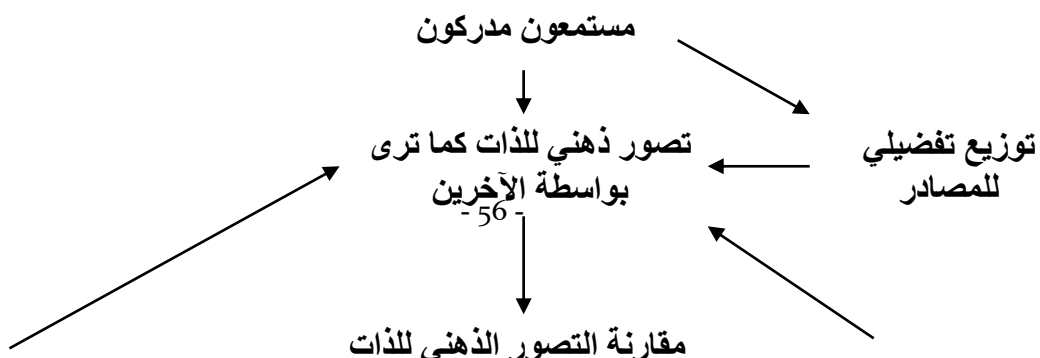 مستمعون مدركون
تصور ذهني للذات كما ترى
بواسطة الآخرين
توزيع تفضيلي
للمصادر
- 56 -
مقارنة التصور الذهني للذات